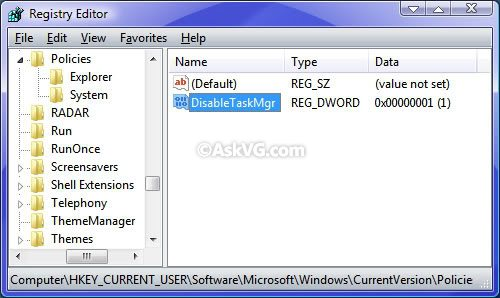 Registry Editor
File Edit View Favorites Help
Policies
Explorer
System
RADAR
Run
RunOnce
Screensavers
Shell Extensions
Telephony
ThemeManager
Themes
Name Type Data
ab (Default) REG_SZ (value not set)
DisableTaskMgr REG_DWORD 0x00000001 (1)
©AskVG.com
Computer\HKEY_CURRENT_USER\Software\Microsoft\Windows\CurrentVersion\Policie